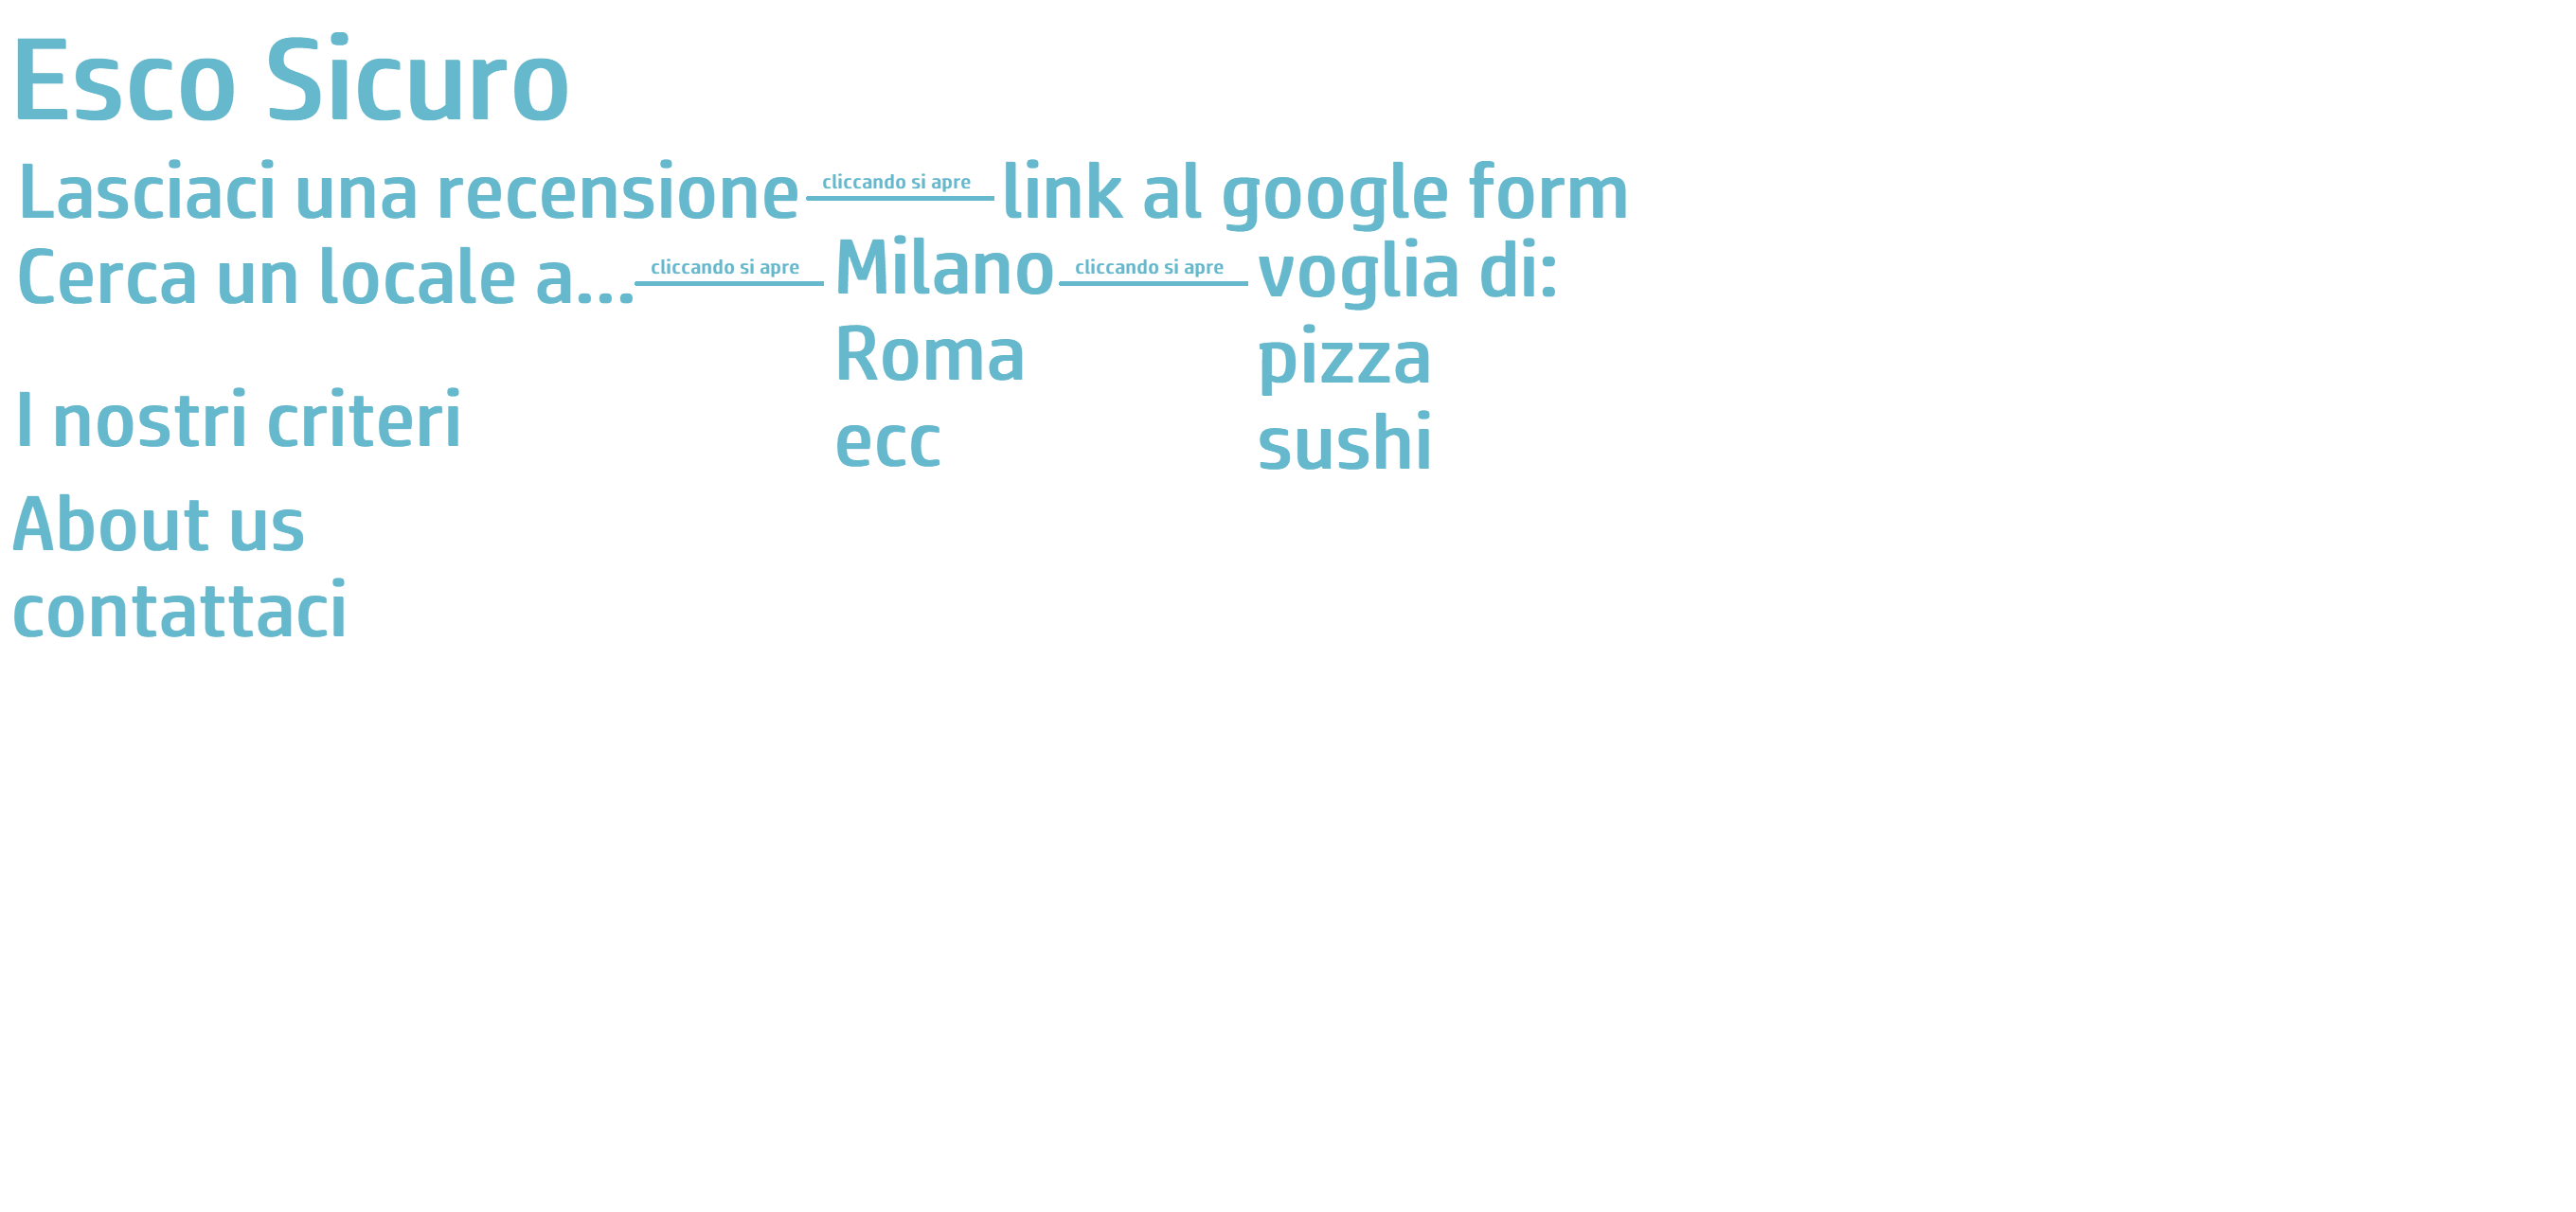 Esco Sicuro
Lasciaci una recensione cliccando si apre link al google form
Cerca un locale a... cliccando si apre Milano cliccando si apre voglia di:
Roma pizza
I nostri criteri ecc sushi
About us
contattaci